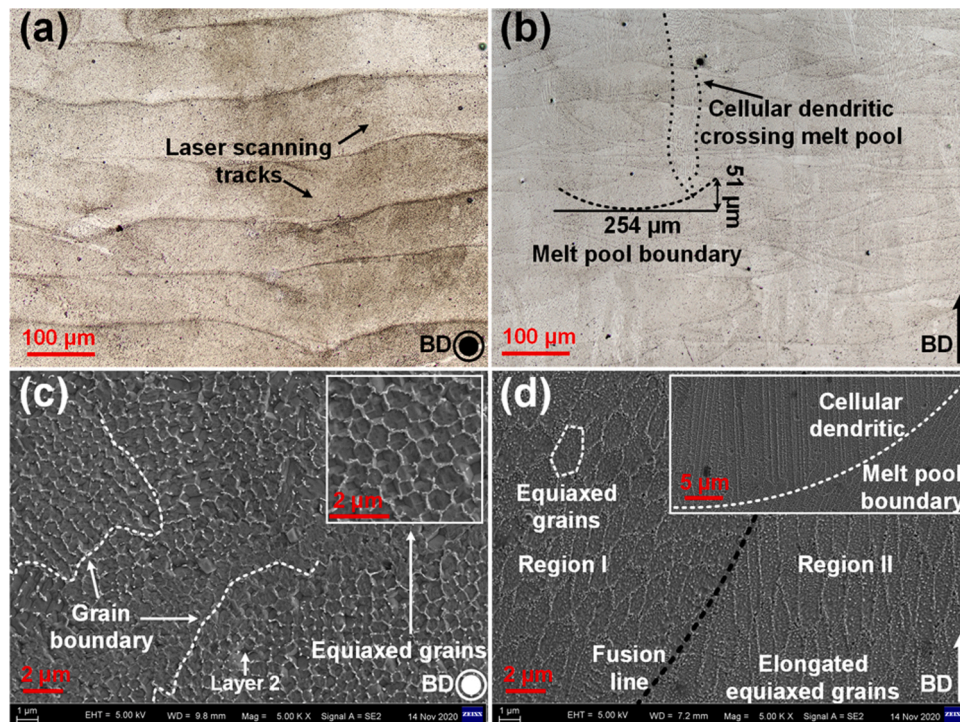 (a)
Laser scanning
tracks
100 μm
BD
(b)
Cellular dendritic
crossing melt pool
51 μm
254 μm
Melt pool boundary
100 μm
BD
(c)
2 μm
Grain
boundary
Equiaxed grains
Layer 2
2 μm
BD
1 μm
EHT = 5.00 kV
WD = 9.8 mm
Mag = 5.00 K X
Signal A = SE2
14 Nov 2020
ZEISS
(d)
Cellular
dendritic
Melt pool
boundary
5 μm
Equiaxed
grains
Region I
Region II
Fusion
line
Elongated
equiaxed grains
2 μm
BD
1 μm
EHT = 5.00 kV
WD = 7.2 mm
Mag = 5.00 K X
Signal A = SE2
14 Nov 2020
ZEISS